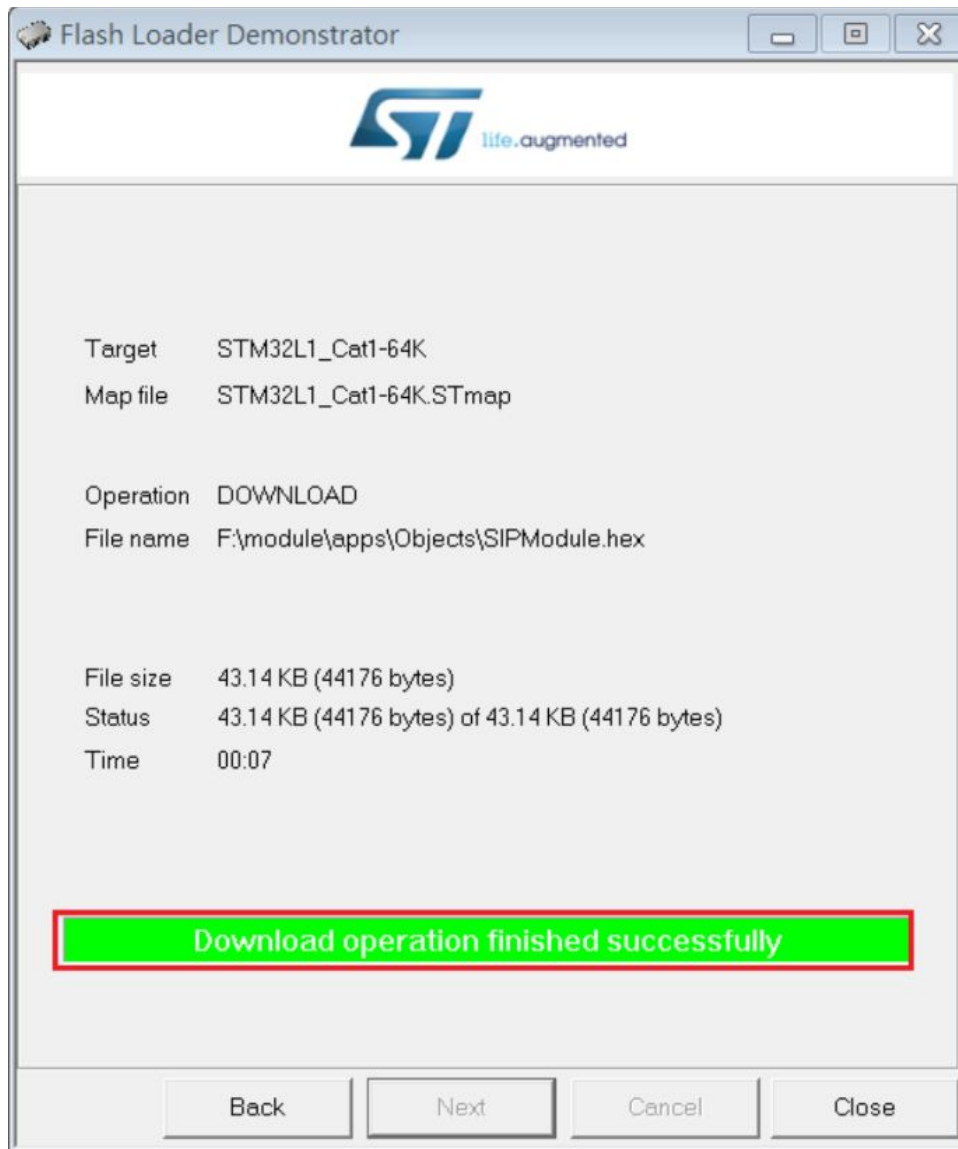 Flash Loader Demonstrator
ST life.augmented
Target STM32L1_Cat1-64K
Map file STM32L1_Cat1-64K.STmap
Operation DOWNLOAD
File name F:\module\apps\Objects\SIPModule.hex
File size 43.14 KB (44176 bytes)
Status 43.14 KB (44176 bytes) of 43.14 KB (44176 bytes)
Time 00:07
Download operation finished successfully
Back Next Cancel Close